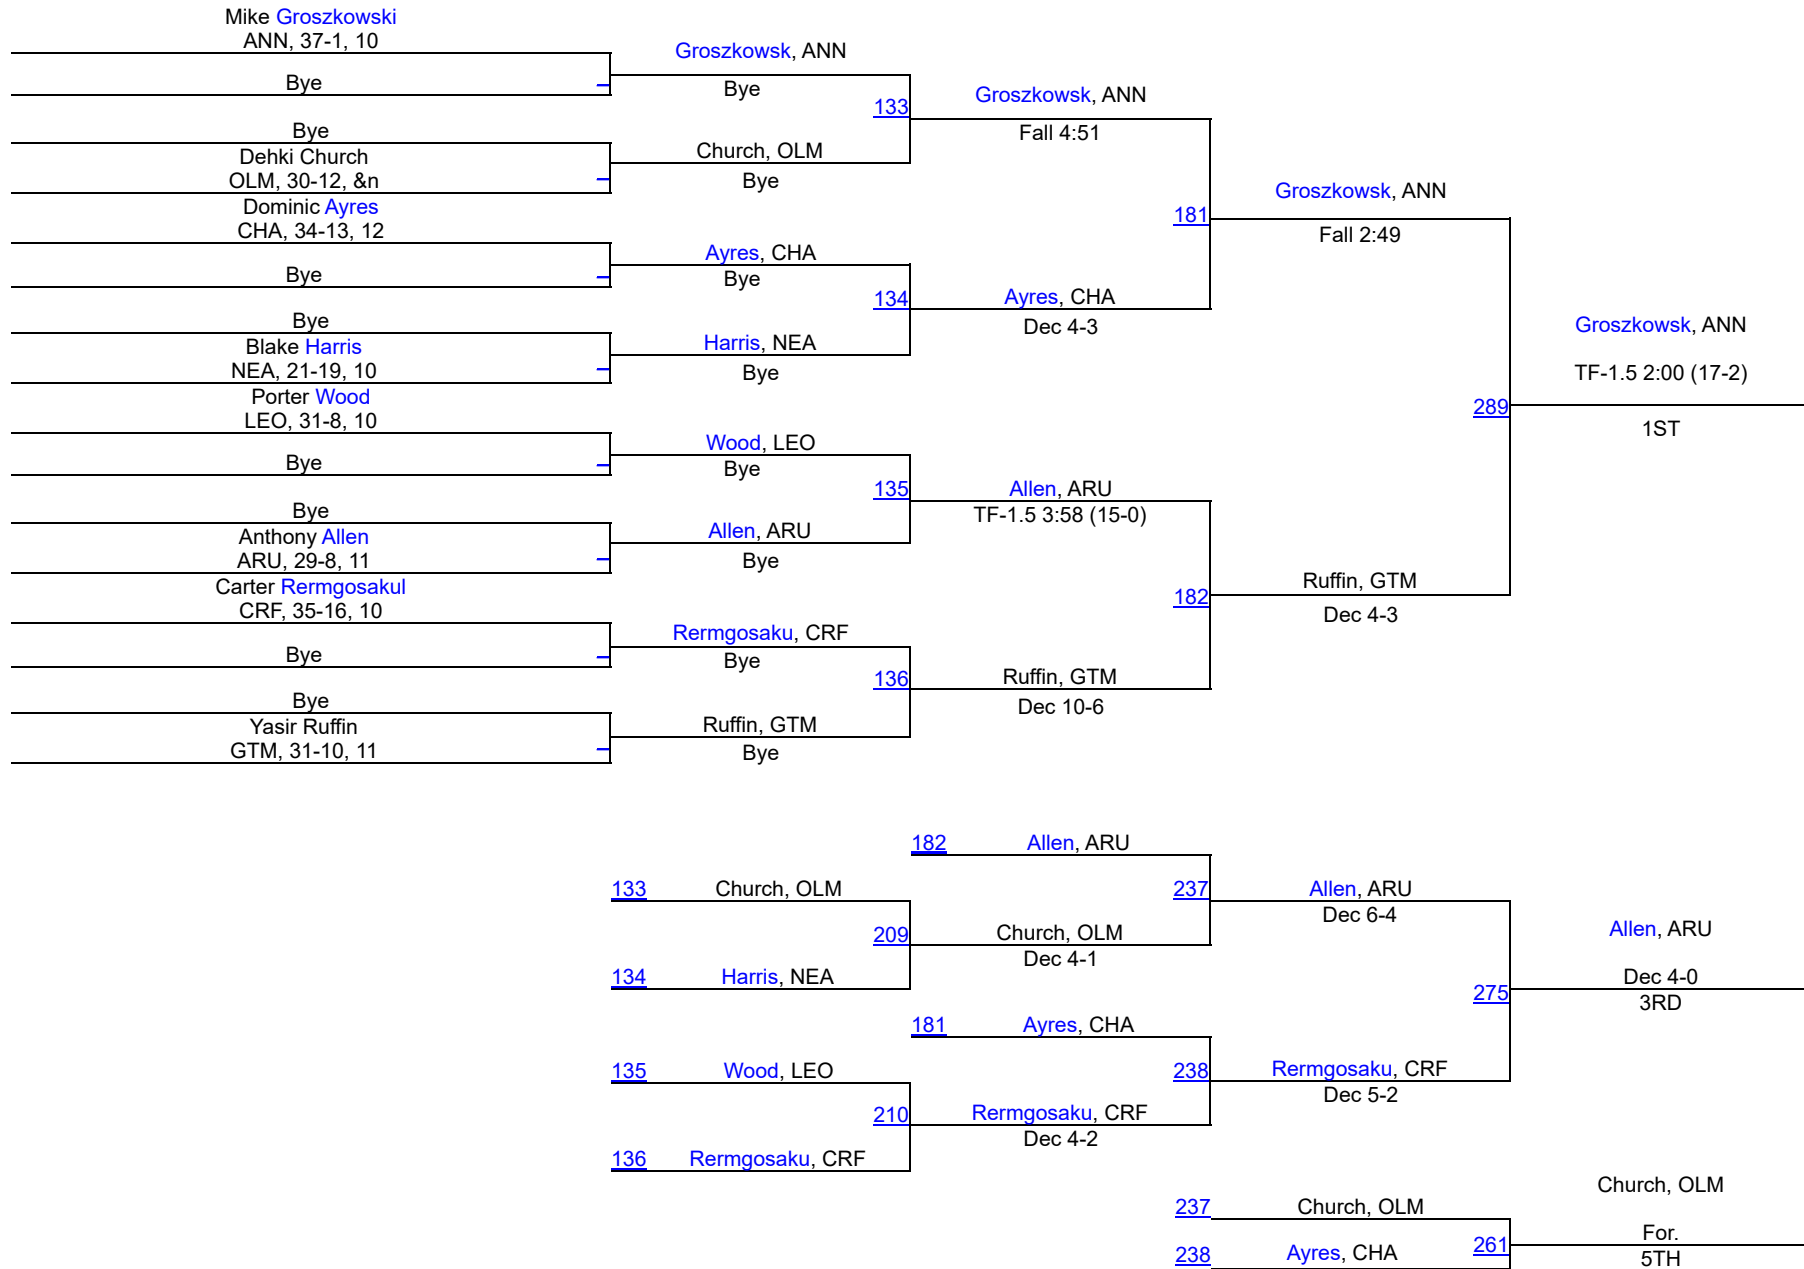 Mike Groszkowski
ANN, 37-1, 10
Bye
Bye
Dehki Church
OLM, 30-12, &n
Dominic Ayres
CHA, 34-13, 12
Bye
Bye
Blake Harris
NEA, 21-19, 10
Porter Wood
LEO, 31-8, 10
Bye
Bye
Anthony Allen
ARU, 29-8, 11
Carter Rermgosakul
CRF, 35-16, 10
Bye
Bye
Yasir Ruffin
GTM, 31-10, 11
Groszkowsk, ANN
Bye
133
Church, OLM
Bye
Ayres, CHA
Bye
134
Harris, NEA
Bye
Wood, LEO
Bye
135
Allen, ARU
Bye
Rermgosaku, CRF
Bye
136
Ruffin, GTM
Bye
Groszkowsk, ANN
Fall 4:51
181
Ayres, CHA
Dec 4-3
Allen, ARU
TF-1.5 3:58 (15-0)
182
Ruffin, GTM
Dec 10-6
Groszkowsk, ANN
Fall 2:49
289
Ruffin, GTM
Dec 4-3
Groszkowsk, ANN
TF-1.5 2:00 (17-2)
1ST
133 Church, OLM
209
134 Harris, NEA
135 Wood, LEO
210
136 Rermgosaku, CRF
182 Allen, ARU
237
Church, OLM
Dec 4-1
181 Ayres, CHA
238
Rermgosaku, CRF
Dec 4-2
Allen, ARU
Dec 6-4
275
Rermgosaku, CRF
Dec 5-2
Allen, ARU
Dec 4-0
3RD
237 Church, OLM
261
238 Ayres, CHA
Church, OLM
For.
5TH